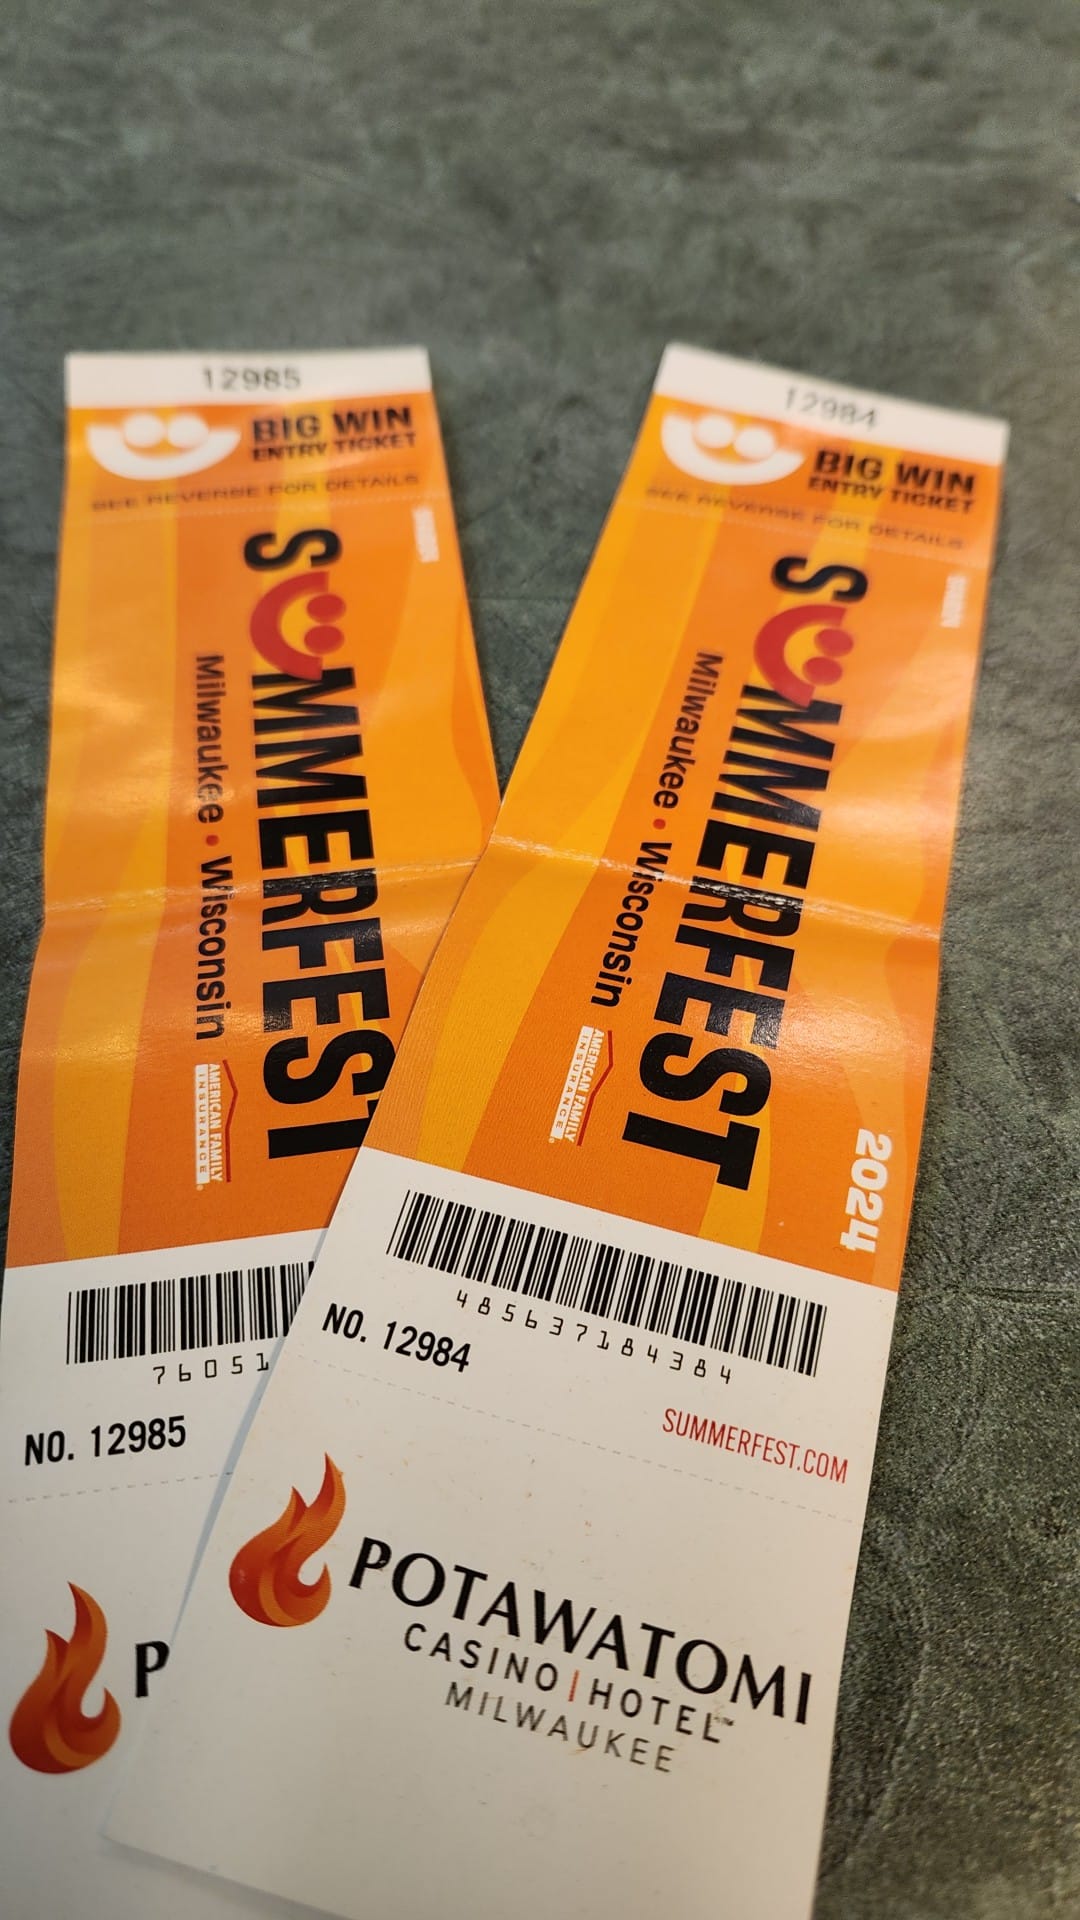 12985
BIG WIN
ENTRY TICKET
SEE REVERSE FOR DETAILS
SUMMERFEST
Milwaukee • Wisconsin
AMERICAN FAMILY
INSURANCE®
76051
NO. 12985
P
12984
BIG WIN
ENTRY TICKET
SEE REVERSE FOR DETAILS
SUMMERFEST
Milwaukee • Wisconsin
AMERICAN FAMILY
INSURANCE®
2024
485637184384
NO. 12984
SUMMERFEST.COM
POTAWATOMI
CASINO|HOTEL™
MILWAUKEE